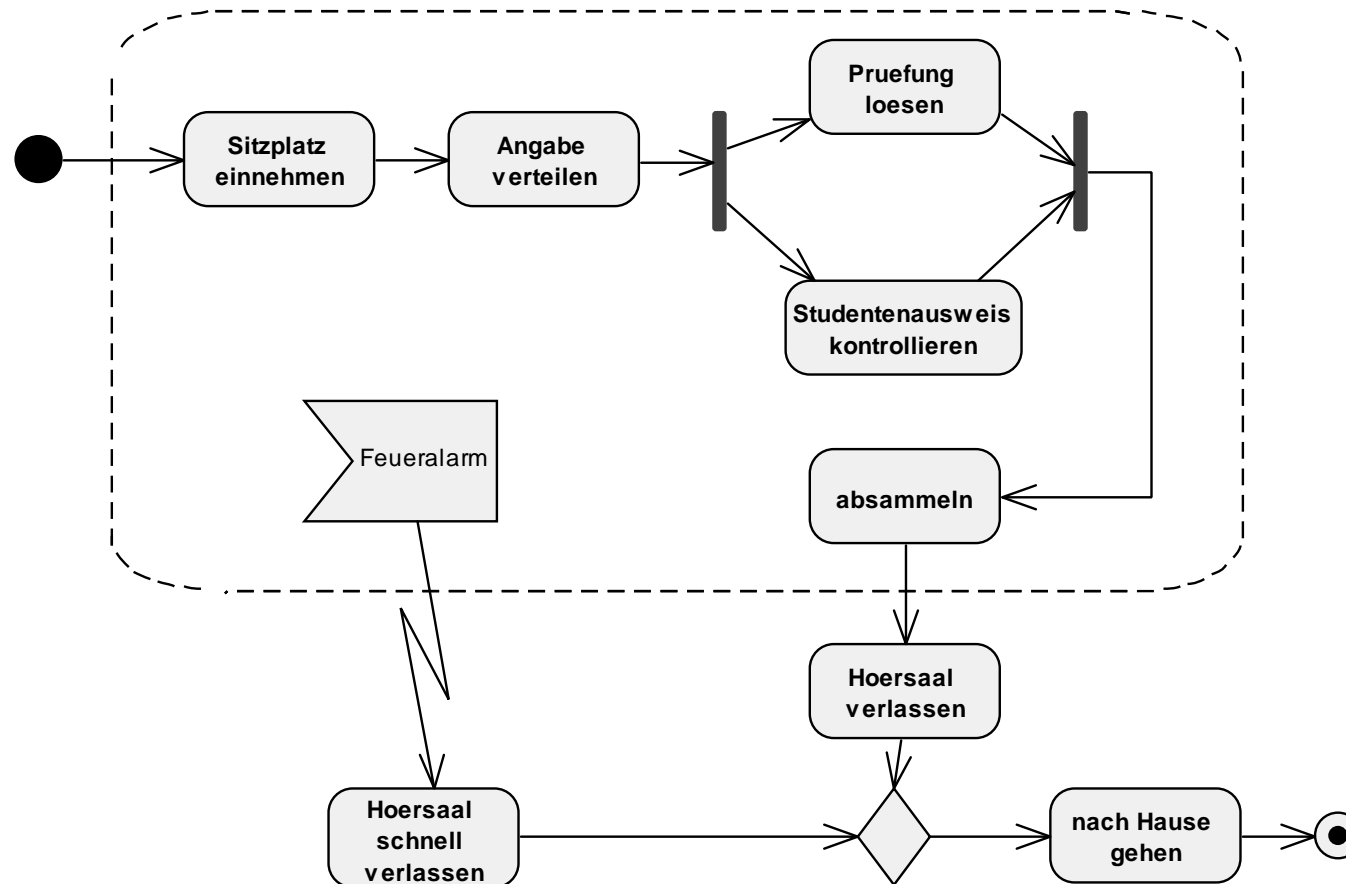 Pruefung
loesen
Sitzplatz
einnehmen
Angabe
verteilen
Studentenausweis
kontrollieren
Feueralarm
absammeln
Hoersaal
verlassen
Hoersaal
schnell
verlassen
nach Hause
gehen